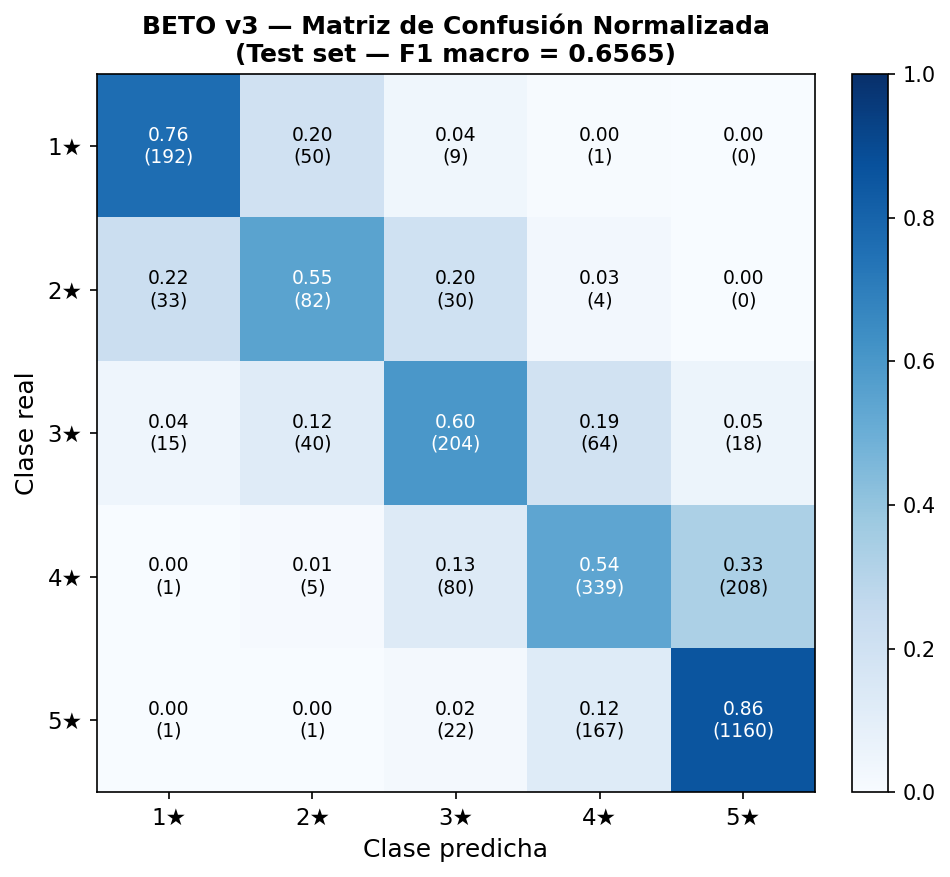 BETO v3 — Matriz de Confusión Normalizada
(Test set — F1 macro = 0.6565)
Clase real
1★
0.76 0.20 0.04 0.00 0.00
(192) (50) (9) (1) (0)
2★
0.22 0.55 0.20 0.03 0.00
(33) (82) (30) (4) (0)
3★
0.04 0.12 0.60 0.19 0.05
(15) (40) (204) (64) (18)
4★
0.00 0.01 0.13 0.54 0.33
(1) (5) (80) (339) (208)
5★
0.00 0.00 0.02 0.12 0.86
(1) (1) (22) (167) (1160)
1★ 2★ 3★ 4★ 5★
Clase predicha
1.0
0.8
0.6
0.4
0.2
0.0